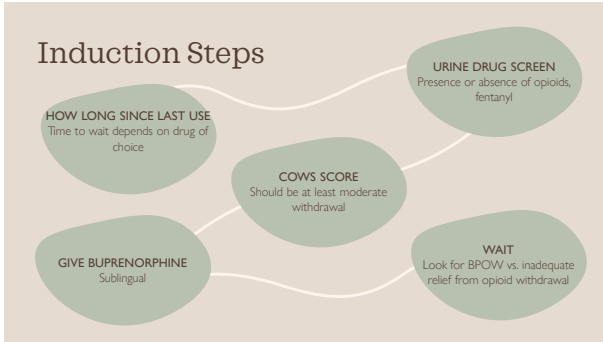 Induction Steps
HOW LONG SINCE LAST USE
Time to wait depends on drug of
choice
URINE DRUG SCREEN
Presence or absence of opioids,
fentanyl
COWS SCORE
Should be at least moderate
withdrawal
GIVE BUPRENORPHINE
Sublingual
WAIT
Look for BPOW vs. inadequate
relief from opioid withdrawal